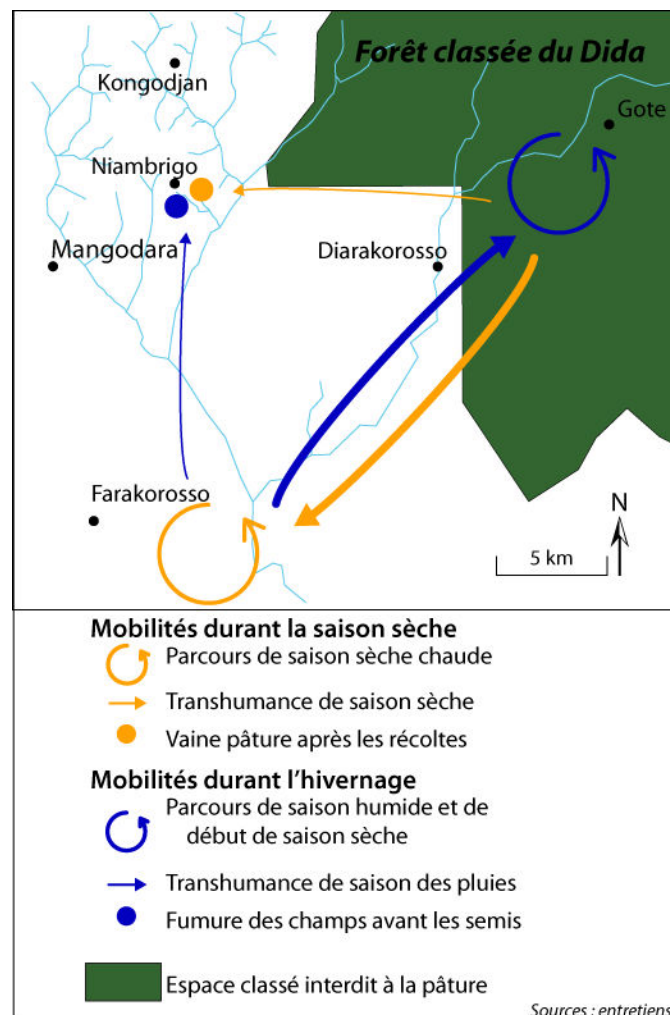 Forêt classée du Dida
Kongodjan
Gote
Niambrigo
Mangodara
Diarakorosso
Farakorosso
N
5 km
Mobilités durant la saison sèche
Parcours de saison sèche chaude
Transhumance de saison sèche
Vaine pâture après les récoltes
Mobilités durant l'hivernage
Parcours de saison humide et de
début de saison sèche
Transhumance de saison des pluies
Fumure des champs avant les semis
Espace classé interdit à la pâture
Sources : entretiens